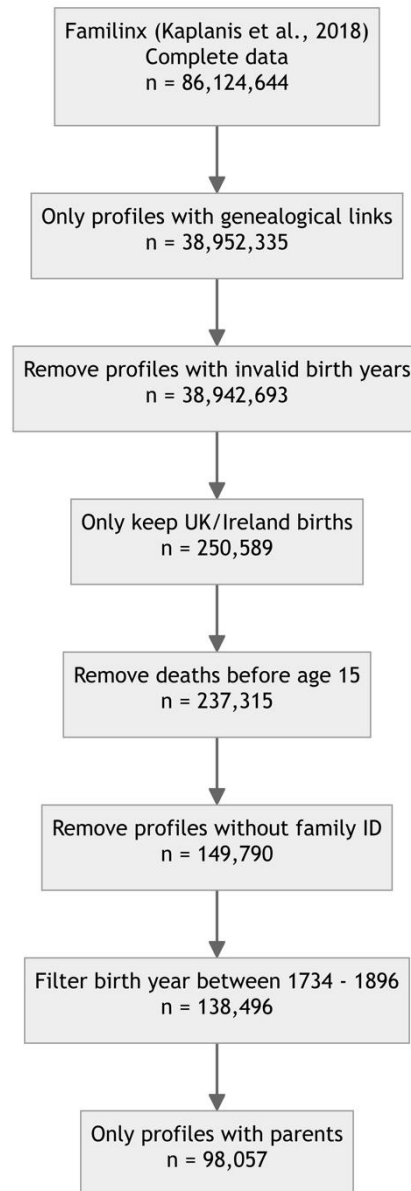 Familinx (Kaplanis et al., 2018)
Complete data
n = 86,124,644
Only profiles with genealogical links
n = 38,952,335
Remove profiles with invalid birth years
n = 38,942,693
Only keep UK/Ireland births
n = 250,589
Remove deaths before age 15
n = 237,315
Remove profiles without family ID
n = 149,790
Filter birth year between 1734 - 1896
n = 138,496
Only profiles with parents
n = 98,057